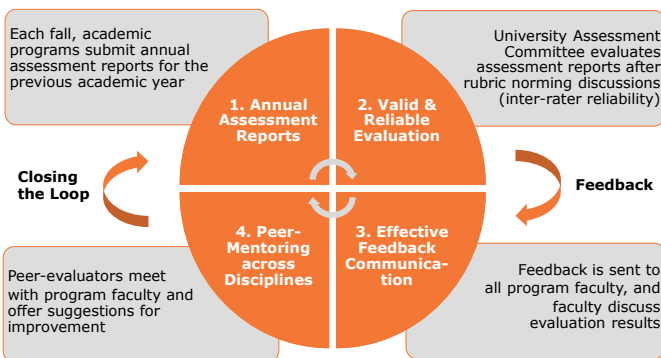 Each fall, academic
programs submit annual
assessment reports for the
previous academic year
University Assessment
Committee evaluates
assessment reports after
rubric norming discussions
(inter-rater reliability)
1. Annual
Assessment
Reports
2. Valid &
Reliable
Evaluation
Closing
the Loop
Feedback
4. Peer-
Mentoring
across
Disciplines
3. Effective
Feedback
Communica-
tion
Peer-evaluators meet
with program faculty and
offer suggestions for
improvement
Feedback is sent to
all program faculty, and
faculty discuss
evaluation results